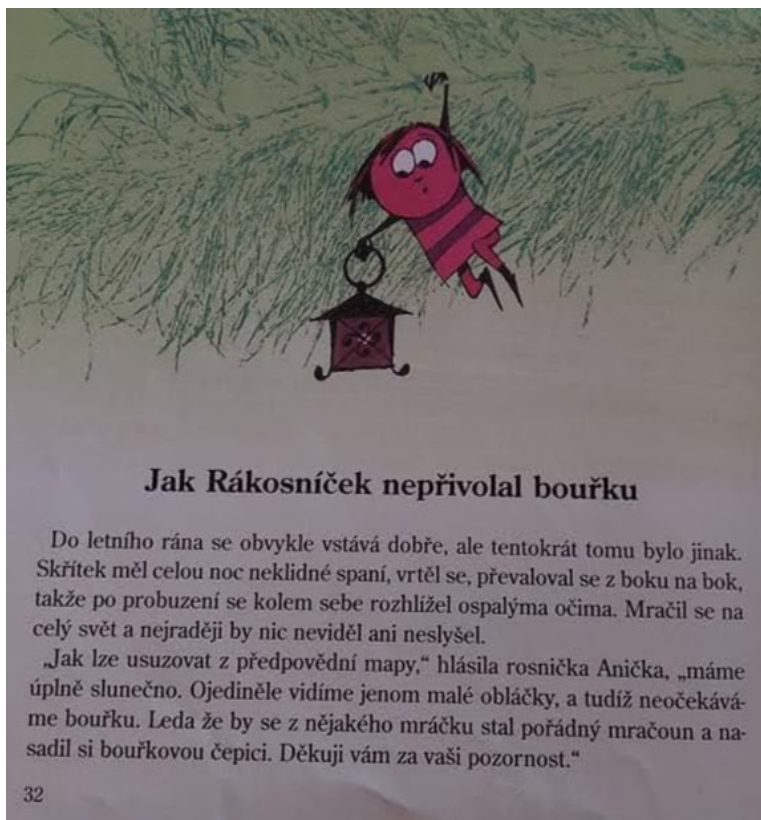 Jak Rákosníček nepřivolal bouřku
Do letního rána se obvykle vstává dobře, ale tentokrát tomu bylo jinak.
Skřítek měl celou noc neklidné spaní, vrtěl se, převaloval se z boku na bok,
takže po probuzení se kolem sebe rozhlížel ospalýma očima. Mračil se na
celý svět a nejraději by nic neviděl ani neslyšel.
„Jak lze usuzovat z předpovědní mapy,“ hlásila rosnička Anička, „máme
úplně slunečno. Ojediněle vidíme jenom malé obláčky, a tudíž neočekává-
me bouřku. Leda že by se z nějakého mráčku stal pořádný mračoun a na-
sadil si bouřkovou čepici. Děkuji vám za vaši pozornost.“
32